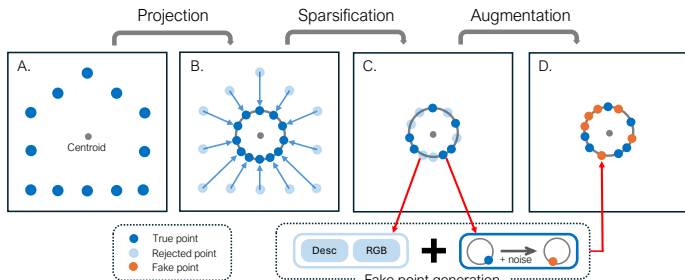 Projection
Sparsification
Augmentation
A.
B.
C.
D.
Centroid
True point
Rejected point
Fake point
Desc
RGB
+ noise
Fake point generation